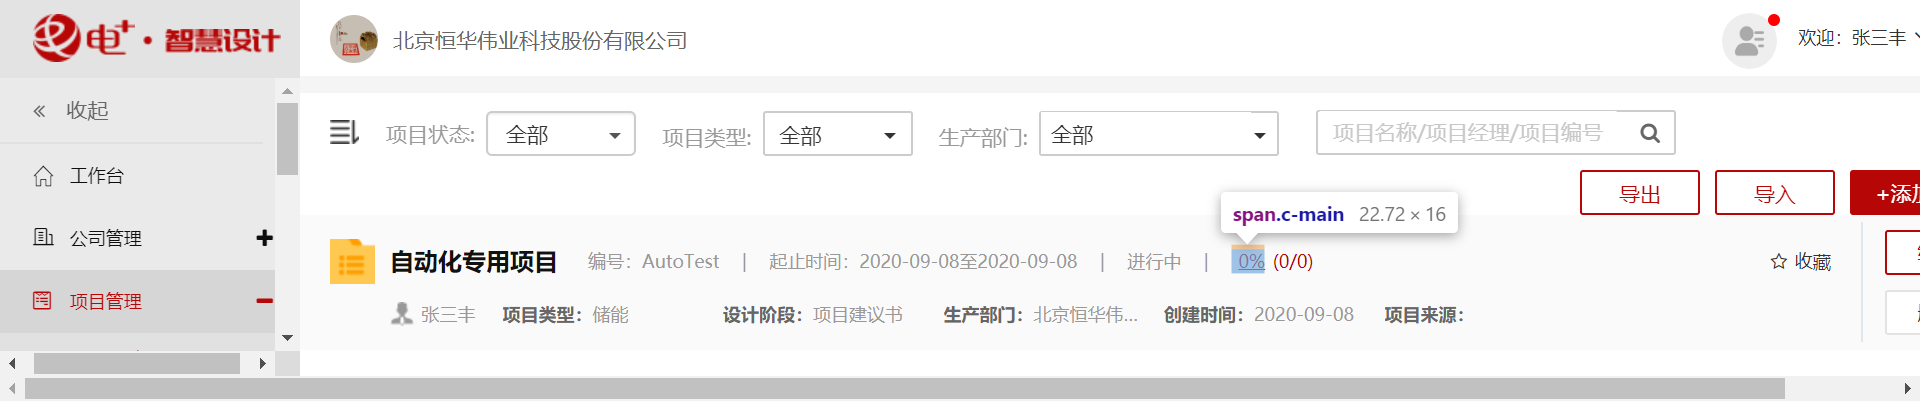 电+·智慧设计
北京恒华伟业科技股份有限公司
欢迎：张三丰
收起
项目状态: 全部 项目类型: 全部 生产部门: 全部 项目名称/项目经理/项目编号
工作台
导出 导入 +添加
span.c-main 22.72 × 16
公司管理
自动化专用项目 编号：AutoTest | 起止时间：2020-09-08至2020-09-08 | 进行中 | 0% (0/0) 收藏
项目管理
张三丰 项目类型：储能 设计阶段：项目建议书 生产部门：北京恒华伟... 创建时间：2020-09-08 项目来源：